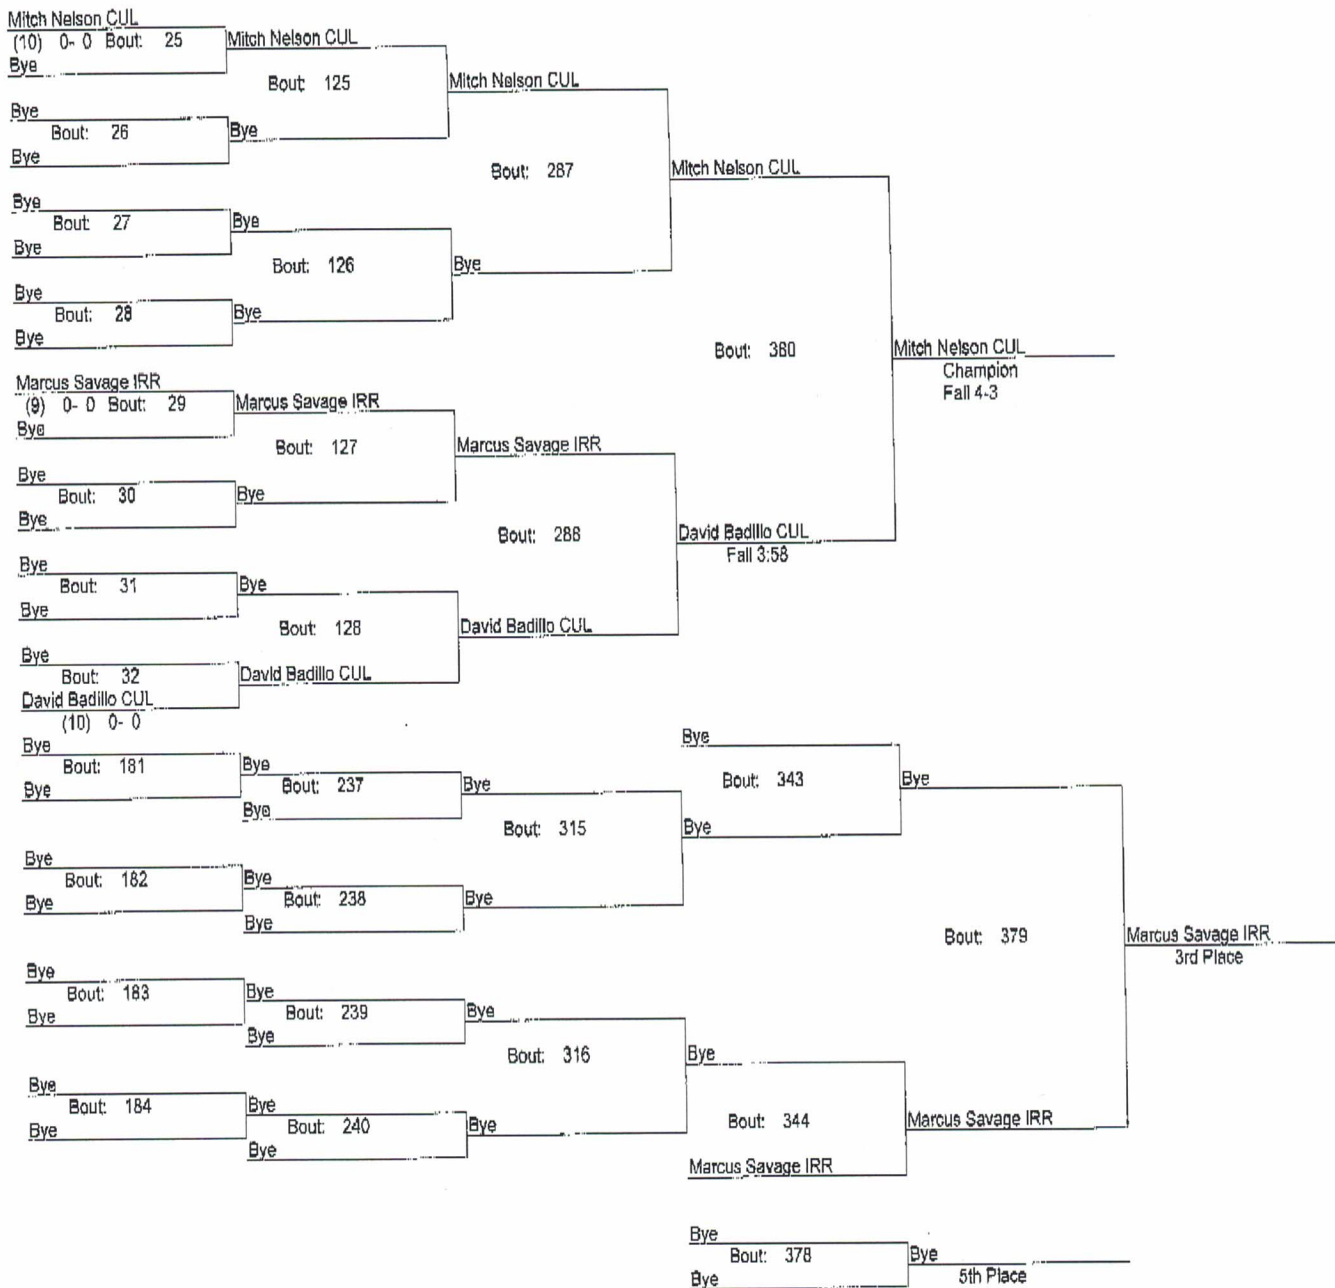 Mitch Nelson CUL
(10) 0- 0 Bout: 25
Bye
Mitch Nelson CUL
Bout: 125
Mitch Nelson CUL
Bye
Bout: 26
Bye
Bye
Bout: 287
Mitch Nelson CUL
Bye
Bout: 27
Bye
Bye
Bout: 126
Bye
Bye
Bout: 28
Bye
Bye
Bout: 380
Mitch Nelson CUL
Champion
Fall 4-3
Marcus Savage IRR
(9) 0- 0 Bout: 29
Bye
Marcus Savage IRR
Bout: 127
Marcus Savage IRR
Bye
Bout: 30
Bye
Bye
Bout: 288
David Badillo CUL
Fall 3:58
Bye
Bout: 31
Bye
Bye
Bout: 128
David Badillo CUL
Bye
Bout: 32
David Badillo CUL
(10) 0- 0
David Badillo CUL
Bye
Bout: 181
Bye
Bye
Bout: 237
Bye
Bye
Bout: 315
Bye
Bye
Bout: 343
Bye
Bye
Bout: 182
Bye
Bye
Bout: 238
Bye
Bye
Bout: 379
Marcus Savage IRR
3rd Place
Bye
Bout: 183
Bye
Bye
Bout: 239
Bye
Bye
Bout: 316
Bye
Bout: 344
Marcus Savage IRR
Marcus Savage IRR
Bye
Bout: 184
Bye
Bye
Bout: 240
Bye
Bye
Bye
Bout: 378
Bye
Bye
5th Place